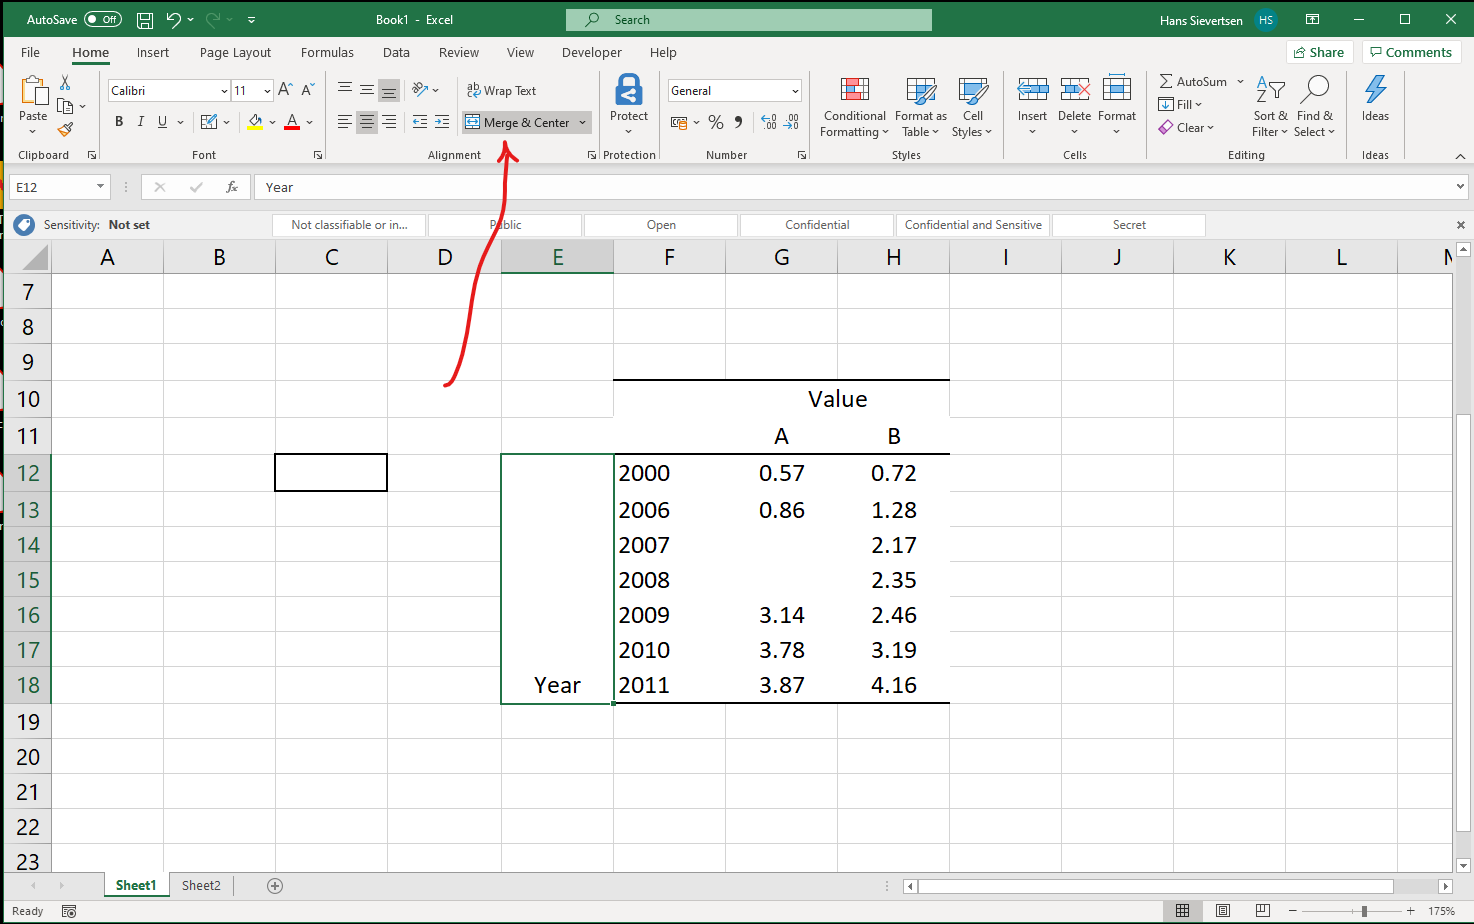 AutoSave Off Book1 - Excel Search Hans Sievertsen HS
File Home Insert Page Layout Formulas Data Review View Developer Help Share Comments
Paste Calibri 11 A A Wrap Text Protect General Conditional Formatting Format as Table Cell Styles Insert Delete Format AutoSum Sort & Filter Find & Select Ideas
B I U A Merge & Center % Fill
Clear
Clipboard Font Alignment Protection Number Styles Cells Editing Ideas
E12 fx Year
Sensitivity: Not set Not classifiable or in... Public Open Confidential Confidential and Sensitive Secret
A B C D E F G H I J K L
7
8
9
10 Value
11 A B
12 2000 0.57 0.72
13 2006 0.86 1.28
14 2007 2.17
15 2008 2.35
16 2009 3.14 2.46
17 2010 3.78 3.19
18 Year 2011 3.87 4.16
19
20
21
22
23
Sheet1 Sheet2
Ready 175%